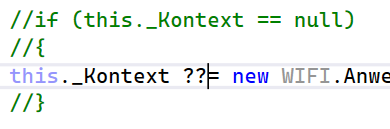 //if (this._Kontext == null)
//{
this._Kontext ??= new WIFI.Anwe
//}